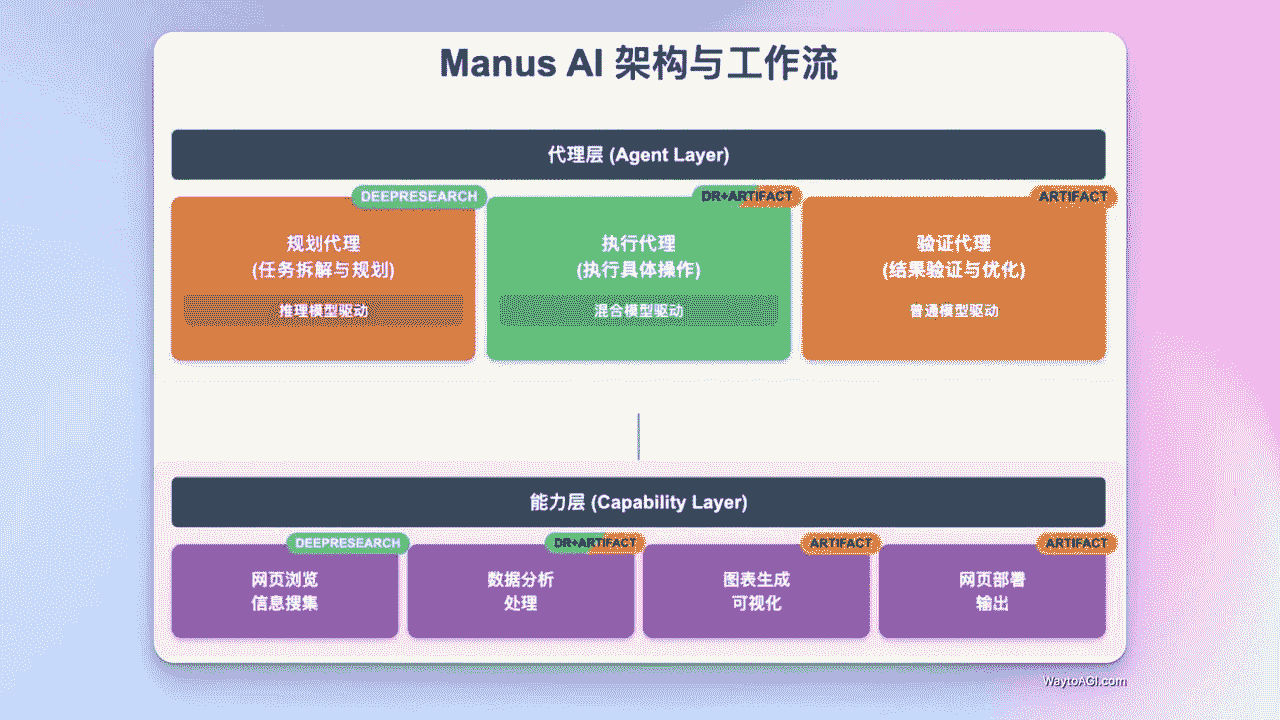 Manus AI 架构与工作流
代理层 (Agent Layer)
DEEPRESEARCH
规划代理
(任务拆解与规划)
推理模型驱动
DR+ARTIFACT
执行代理
(执行具体操作)
混合模型驱动
ARTIFACT
验证代理
(结果验证与优化)
普通模型驱动
能力层 (Capability Layer)
DEEPRESEARCH
网页浏览
信息搜集
DR+ARTIFACT
数据分析
处理
ARTIFACT
图表生成
可视化
ARTIFACT
网页部署
输出
WaytoAGI.com